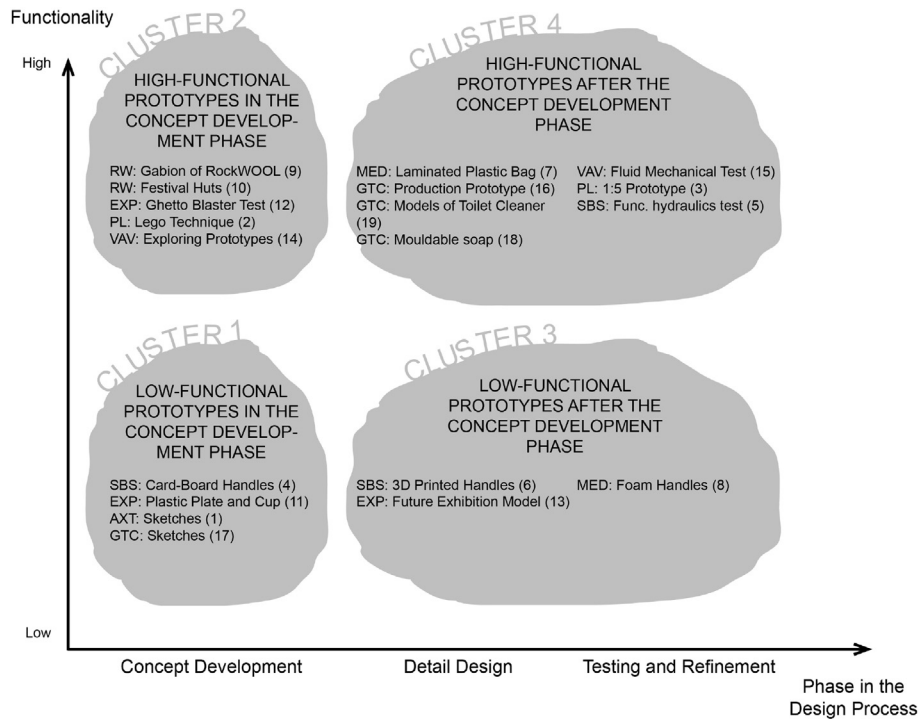 Functionality
High
CLUSTER 2
HIGH-FUNCTIONAL
PROTOTYPES IN THE
CONCEPT DEVELOP-
MENT PHASE
RW: Gabion of RockWOOL (9)
RW: Festival Huts (10)
EXP: Ghetto Blaster Test (12)
PL: Lego Technique (2)
VAV: Exploring Prototypes (14)
CLUSTER 4
HIGH-FUNCTIONAL
PROTOTYPES AFTER THE
CONCEPT DEVELOPMENT
PHASE
MED: Laminated Plastic Bag (7)
GTC: Production Prototype (16)
GTC: Models of Toilet Cleaner
(19)
GTC: Mouldable soap (18)
VAV: Fluid Mechanical Test (15)
PL: 1:5 Prototype (3)
SBS: Func. hydraulics test (5)
CLUSTER 1
LOW-FUNCTIONAL
PROTOTYPES IN THE
CONCEPT DEVELOP-
MENT PHASE
SBS: Card-Board Handles (4)
EXP: Plastic Plate and Cup (11)
AXT: Sketches (1)
GTC: Sketches (17)
CLUSTER 3
LOW-FUNCTIONAL
PROTOTYPES AFTER THE
CONCEPT DEVELOPMENT
PHASE
SBS: 3D Printed Handles (6)
EXP: Future Exhibition Model (13)
MED: Foam Handles (8)
Low
Concept Development
Detail Design
Testing and Refinement
Phase in the
Design Process